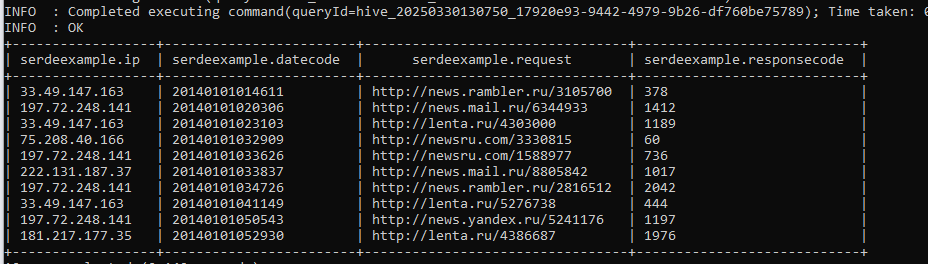 INFO  : Completed executing command(queryId=hive_20250330130750_17920e93-9442-4979-9b26-df760be75789); Time taken:
INFO  : OK
+------------------+----------------------+----------------------------------+---------------------------+
| serdeexample.ip  | serdeexample.datecode  |      serdeexample.request      | serdeexample.responsecode  |
+------------------+----------------------+----------------------------------+---------------------------+
| 33.49.147.163    | 20140101014611         | http://news.rambler.ru/3105700 | 378                        |
| 197.72.248.141   | 20140101020306         | http://news.mail.ru/6344933    | 1412                       |
| 33.49.147.163    | 20140101023103         | http://lenta.ru/4303000        | 1189                       |
| 75.208.40.166    | 20140101032909         | http://newsru.com/3330815      | 60                         |
| 197.72.248.141   | 20140101033626         | http://newsru.com/1588977      | 736                        |
| 222.131.187.37   | 20140101033837         | http://news.mail.ru/8805842    | 1017                       |
| 197.72.248.141   | 20140101034726         | http://news.rambler.ru/2816512 | 2042                       |
| 33.49.147.163    | 20140101041149         | http://lenta.ru/5276738        | 444                        |
| 197.72.248.141   | 20140101050543         | http://news.yandex.ru/5241176  | 1197                       |
| 181.217.177.35   | 20140101052930         | http://lenta.ru/4386687        | 1976                       |
+------------------+----------------------+----------------------------------+---------------------------+